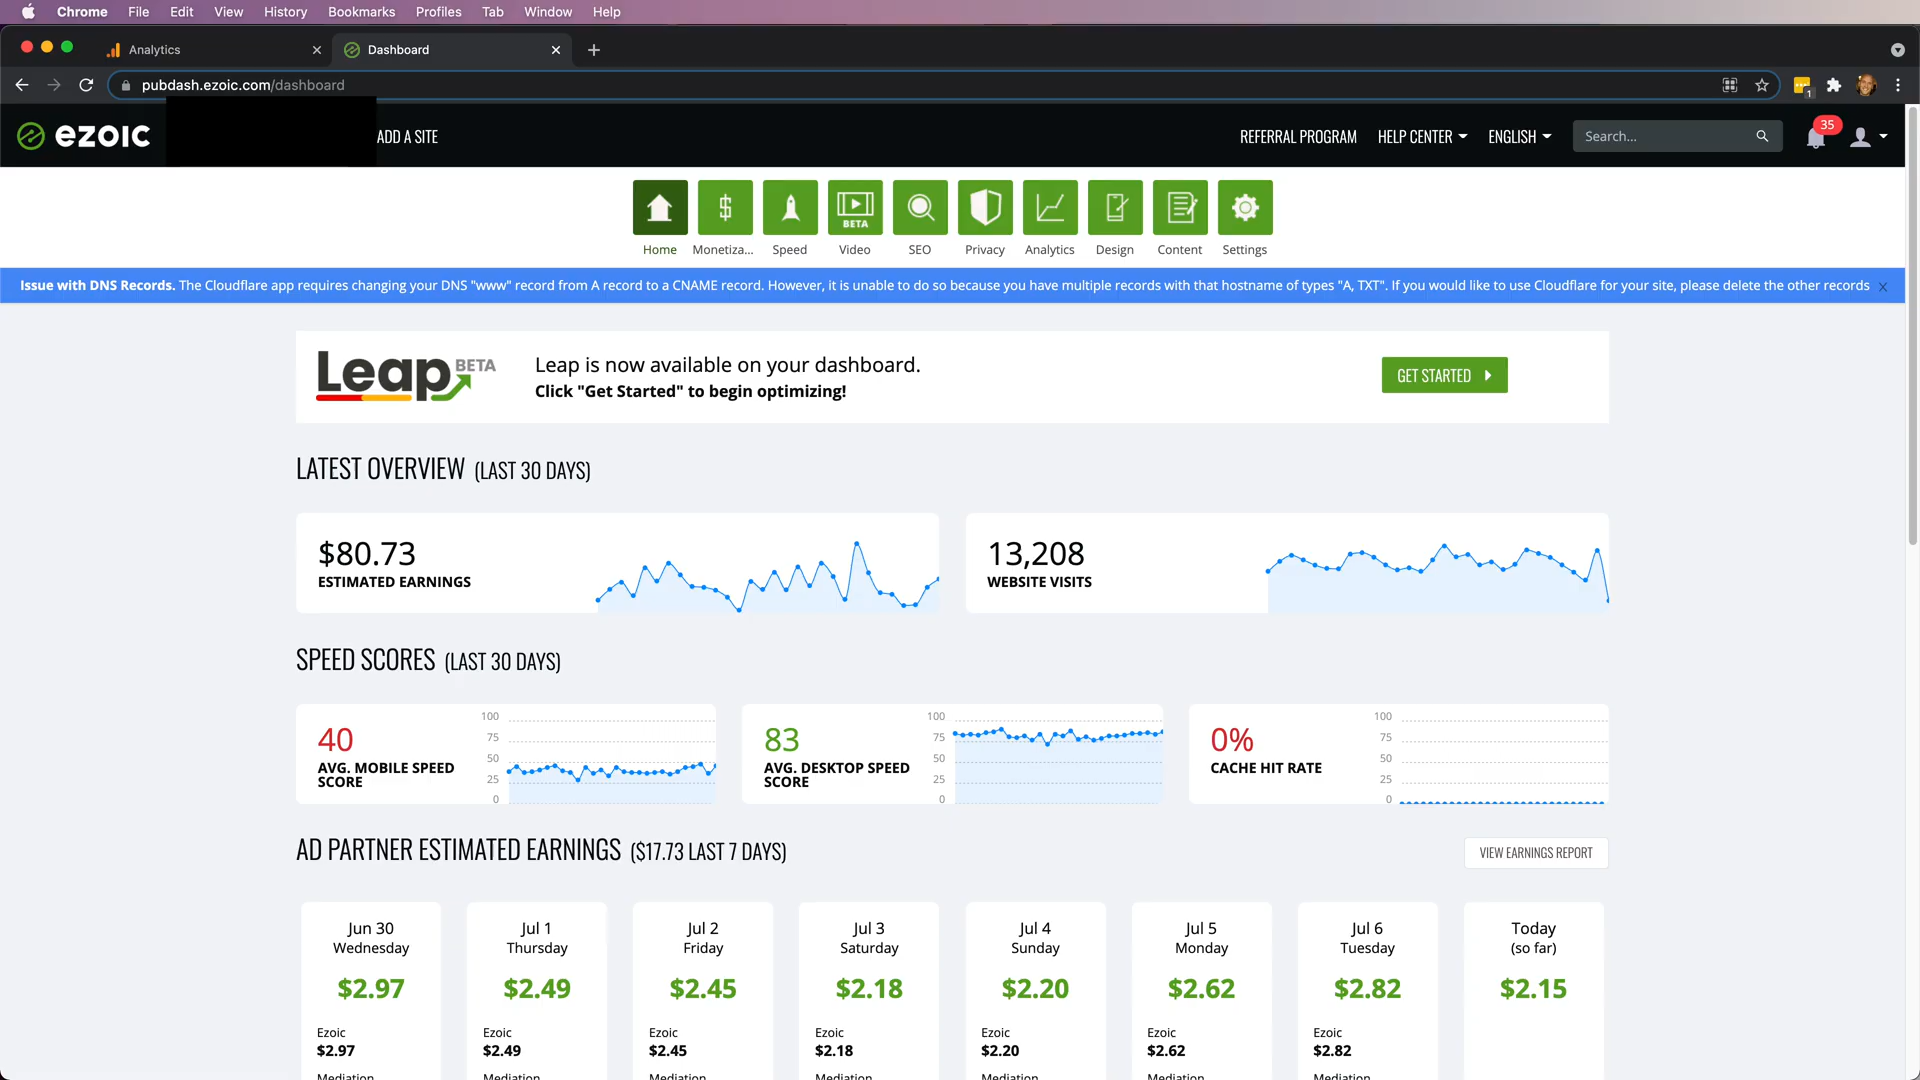 Chrome File Edit View History Bookmarks Profiles Tab Window Help
Analytics Dashboard
pubdash.ezoic.com/dashboard
1
ezoic ADD A SITE REFERRAL PROGRAM HELP CENTER ENGLISH Search... 35
BETA
Home Monetiza... Speed Video SEO Privacy Analytics Design Content Settings
Issue with DNS Records. The Cloudflare app requires changing your DNS "www" record from A record to a CNAME record. However, it is unable to do so because you have multiple records with that hostname of types "A, TXT". If you would like to use Cloudflare for your site, please delete the other records
Leap BETA
Leap is now available on your dashboard.
Click "Get Started" to begin optimizing!
GET STARTED
LATEST OVERVIEW (LAST 30 DAYS)
$80.73
ESTIMATED EARNINGS
13,208
WEBSITE VISITS
SPEED SCORES (LAST 30 DAYS)
40
AVG. MOBILE SPEED
SCORE
100
75
50
25
0
83
AVG. DESKTOP SPEED
SCORE
100
75
50
25
0
0%
CACHE HIT RATE
100
75
50
25
0
AD PARTNER ESTIMATED EARNINGS ($17.73 LAST 7 DAYS)
VIEW EARNINGS REPORT
Jun 30
Wednesday
$2.97
Ezoic
$2.97
Mediation
Jul 1
Thursday
$2.49
Ezoic
$2.49
Mediation
Jul 2
Friday
$2.45
Ezoic
$2.45
Mediation
Jul 3
Saturday
$2.18
Ezoic
$2.18
Mediation
Jul 4
Sunday
$2.20
Ezoic
$2.20
Mediation
Jul 5
Monday
$2.62
Ezoic
$2.62
Mediation
Jul 6
Tuesday
$2.82
Ezoic
$2.82
Mediation
Today
(so far)
$2.15